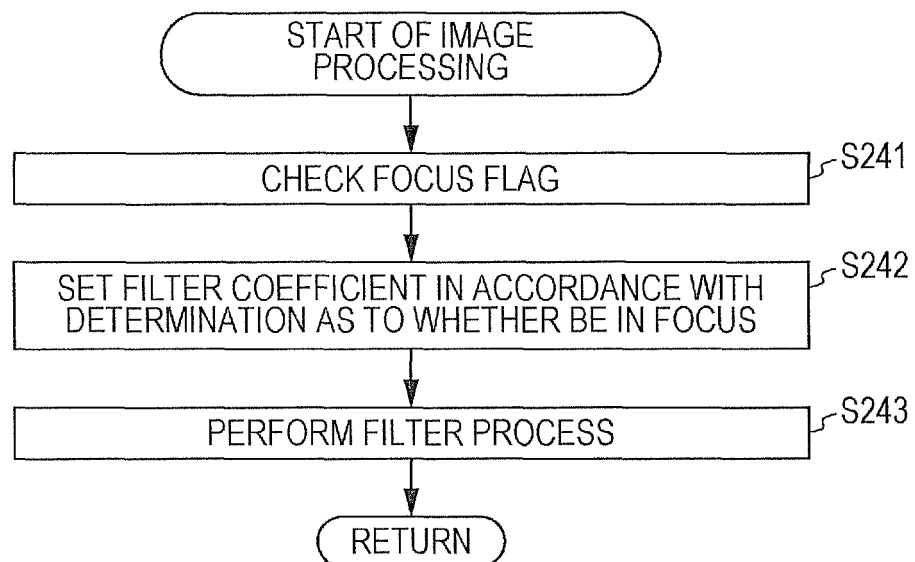 START OF IMAGE
PROCESSING
CHECK FOCUS FLAG
S241
SET FILTER COEFFICIENT IN ACCORDANCE WITH
DETERMINATION AS TO WHETHER BE IN FOCUS
S242
PERFORM FILTER PROCESS
S243
RETURN